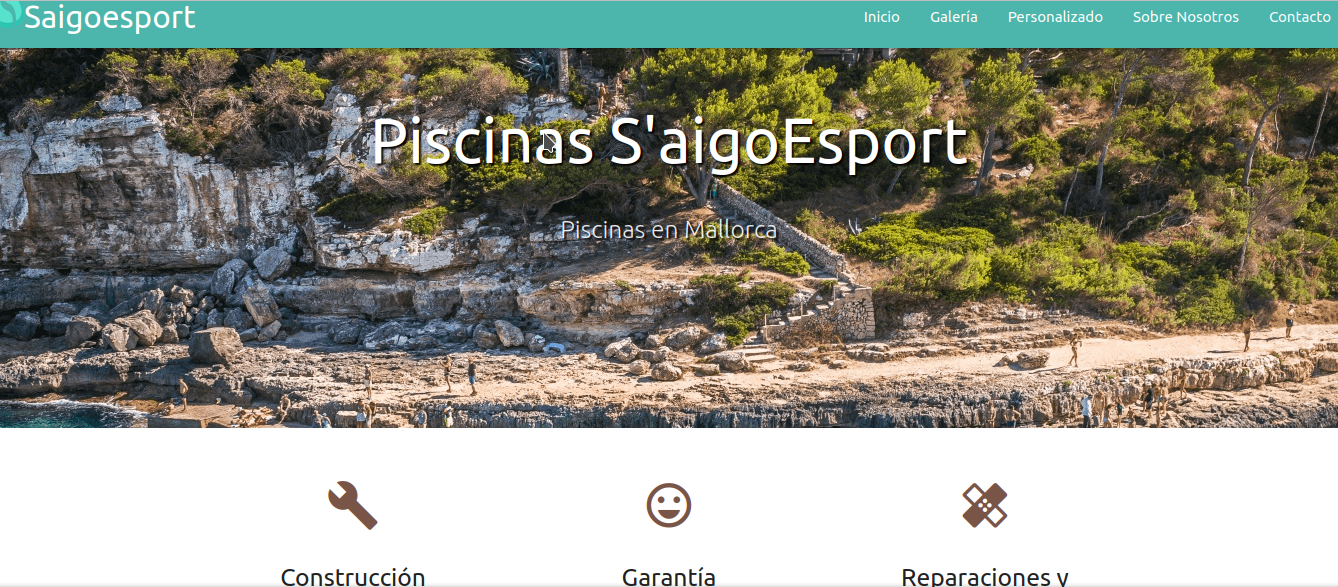 Saigoesport
Inicio Galería Personalizado Sobre Nosotros Contacto
Piscinas S'aigoEsport
Piscinas en Mallorca
Construcción Garantía Reparaciones y